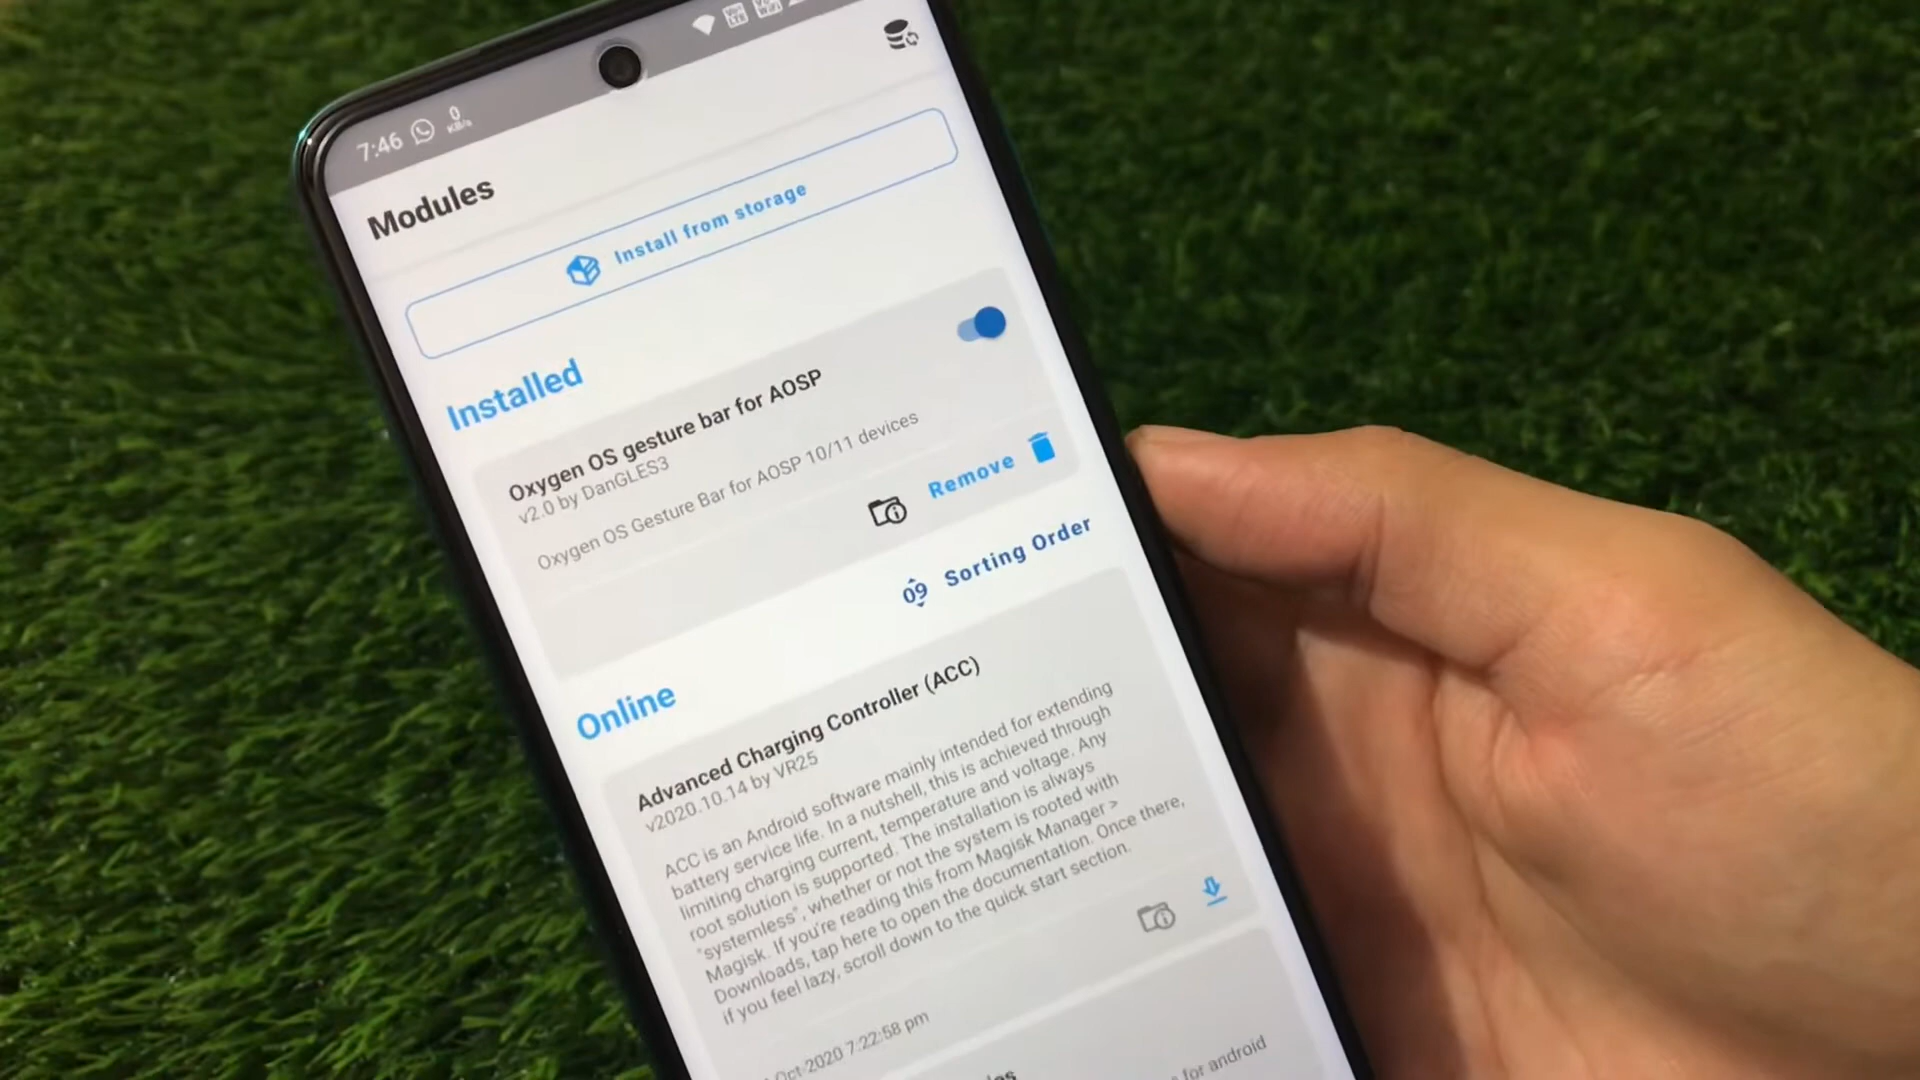 7:46
0
KB/s
Vo
LTE
Modules
Install from storage
Installed
Oxygen OS gesture bar for AOSP
v2.0 by DanGLES3
Oxygen OS Gesture Bar for AOSP 10/11 devices
Remove
09 Sorting Order
Online
Advanced Charging Controller (ACC)
v2020.10.14 by VR25
ACC is an Android software mainly intended for extending
battery service life. In a nutshell, this is achieved through
limiting charging current, temperature and voltage. Any
root solution is supported. The installation is always
"systemless", whether or not the system is rooted with
Magisk. If you're reading this from Magisk Manager >
Downloads, tap here to open the documentation. Once there,
if you feel lazy, scroll down to the quick start section.
Oct-2020 7:22:58 pm
for android